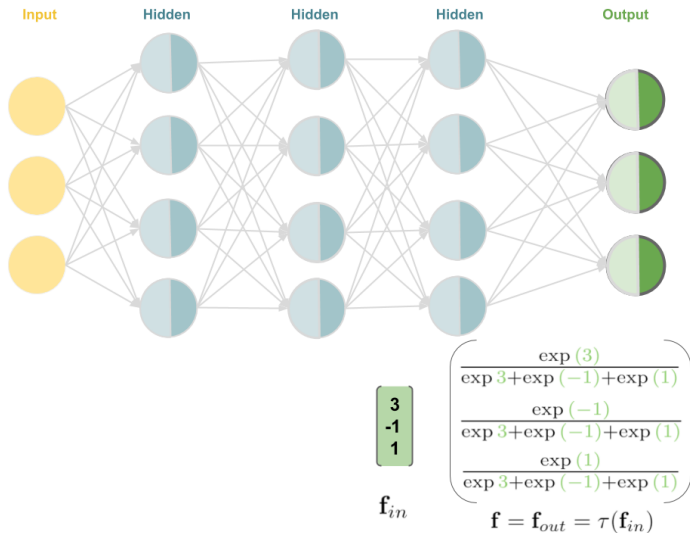 Input Hidden Hidden Hidden Output
exp (3)
exp 3+exp (−1)+exp (1)
3
-1
1
exp (−1)
exp 3+exp (−1)+exp (1)
exp (1)
exp 3+exp (−1)+exp (1)
f_in
f = f_out = τ(f_in)